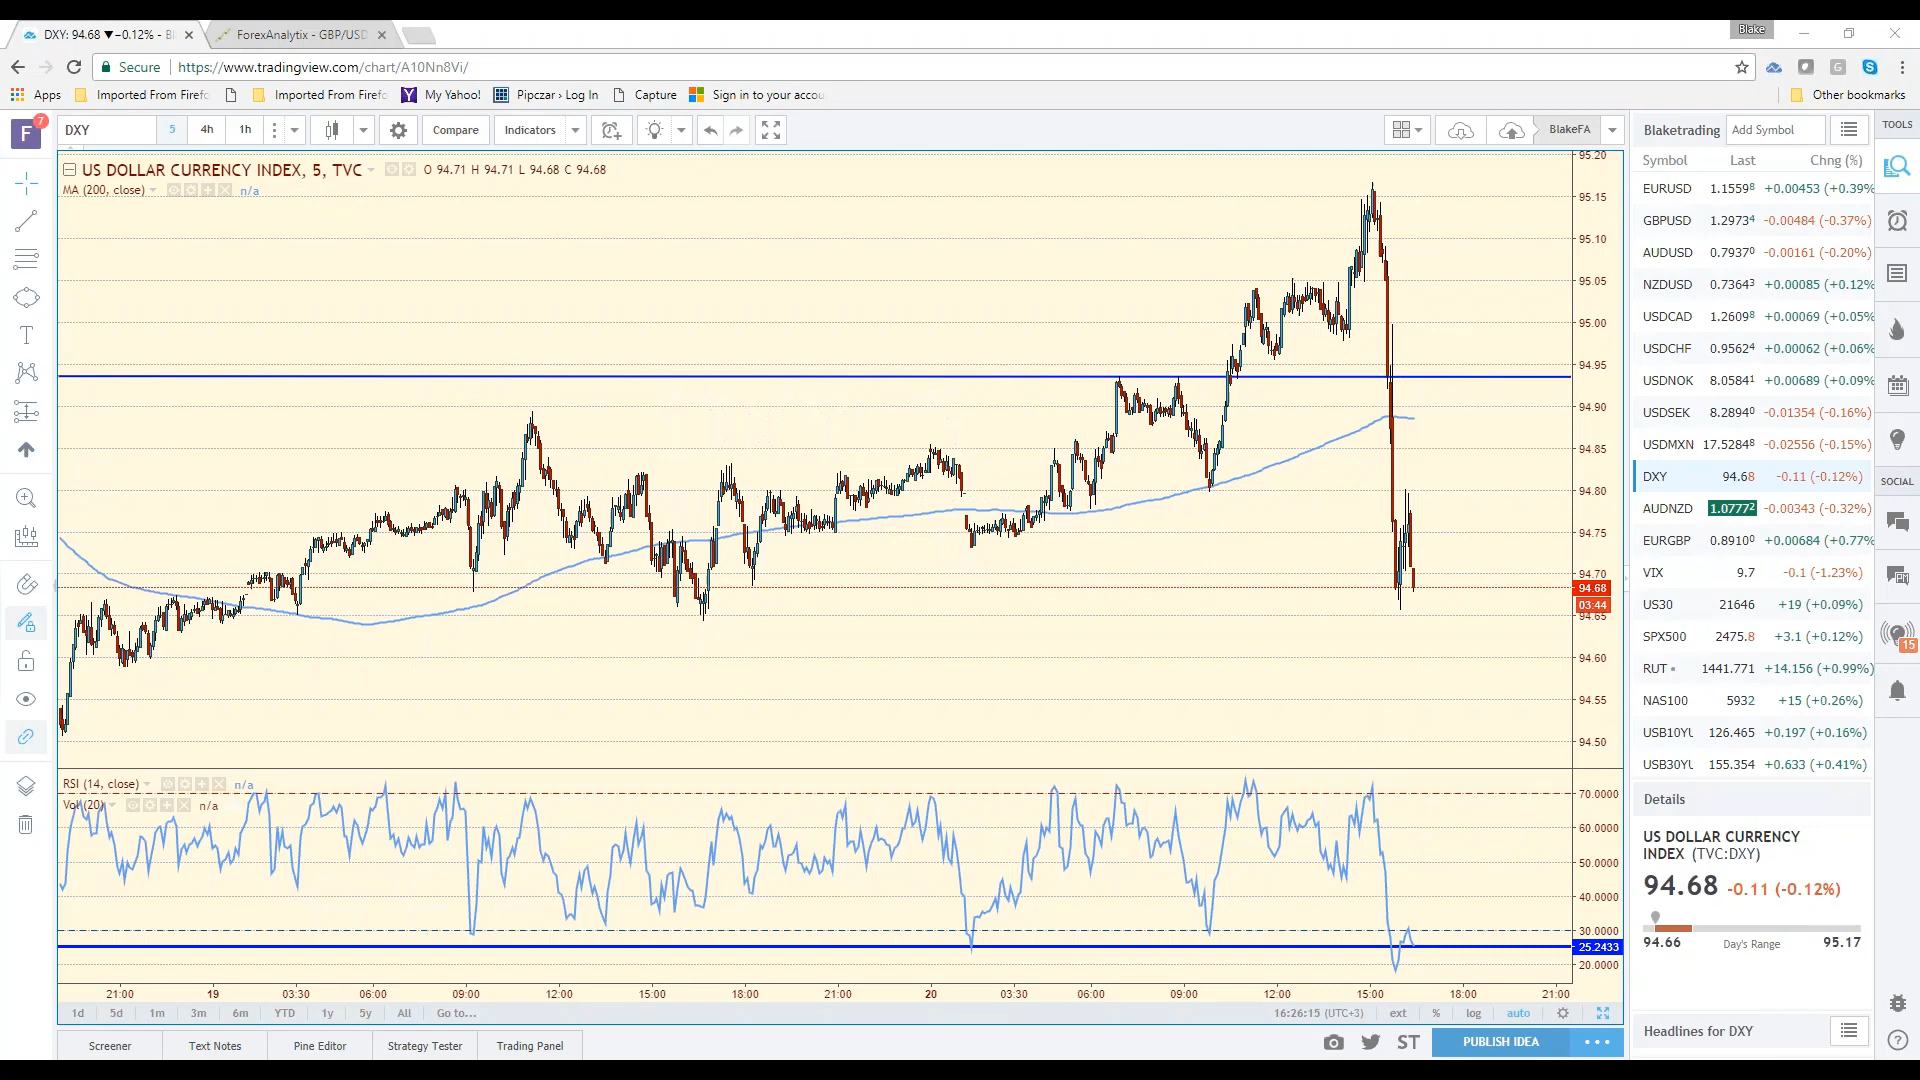 DXY: 94.68 ▼−0.12% - Bl
ForexAnalytix - GBP/USD
Blake
Secure | https://www.tradingview.com/chart/A10Nn8Vi/
Apps Imported From Firefo Imported From Firefo My Yahoo! Pipczar › Log In Capture Sign in to your accou Other bookmarks
F 7 DXY 5 4h 1h Compare Indicators BlakeFA
Blaketrading Add Symbol TOOLS
US DOLLAR CURRENCY INDEX, 5, TVC O 94.71 H 94.71 L 94.68 C 94.68
MA (200, close) n/a
95.20
95.15
95.10
95.05
95.00
94.95
94.90
94.85
94.80
94.75
94.70
94.68
03:44
94.65
94.60
94.55
94.50
RSI (14, close) n/a
Vol (20) n/a
70.0000
60.0000
50.0000
40.0000
30.0000
25.2433
20.0000
21:00 19 03:30 06:00 09:00 12:00 15:00 18:00 21:00 20 03:30 06:00 09:00 12:00 15:00 18:00 21:00
1d 5d 1m 3m 6m YTD 1y 5y All Go to... 16:26:15 (UTC+3) ext % log auto
Screener Text Notes Pine Editor Strategy Tester Trading Panel ST PUBLISH IDEA
Symbol Last Chng (%)
EURUSD 1.15598 +0.00453 (+0.39%
GBPUSD 1.29734 -0.00484 (-0.37%)
AUDUSD 0.79370 -0.00161 (-0.20%)
NZDUSD 0.73643 +0.00085 (+0.12%
USDCAD 1.26098 +0.00069 (+0.05%
USDCHF 0.95624 +0.00062 (+0.06%
USDNOK 8.05841 +0.00689 (+0.09%
USDSEK 8.28940 -0.01354 (-0.16%)
USDMXN 17.52848 -0.02556 (-0.15%)
DXY 94.68 -0.11 (-0.12%)
AUDNZD 1.07772 -0.00343 (-0.32%)
EURGBP 0.89100 +0.00684 (+0.77%
VIX 9.7 -0.1 (-1.23%)
US30 21646 +19 (+0.09%)
SPX500 2475.8 +3.1 (+0.12%)
RUT 1441.771 +14.156 (+0.99%)
NAS100 5932 +15 (+0.26%)
USB10YU 126.465 +0.197 (+0.16%)
USB30YU 155.354 +0.633 (+0.41%)
SOCIAL
15
Details
US DOLLAR CURRENCY
INDEX (TVC:DXY)
94.68 -0.11 (-0.12%)
94.66 Day's Range 95.17
Headlines for DXY